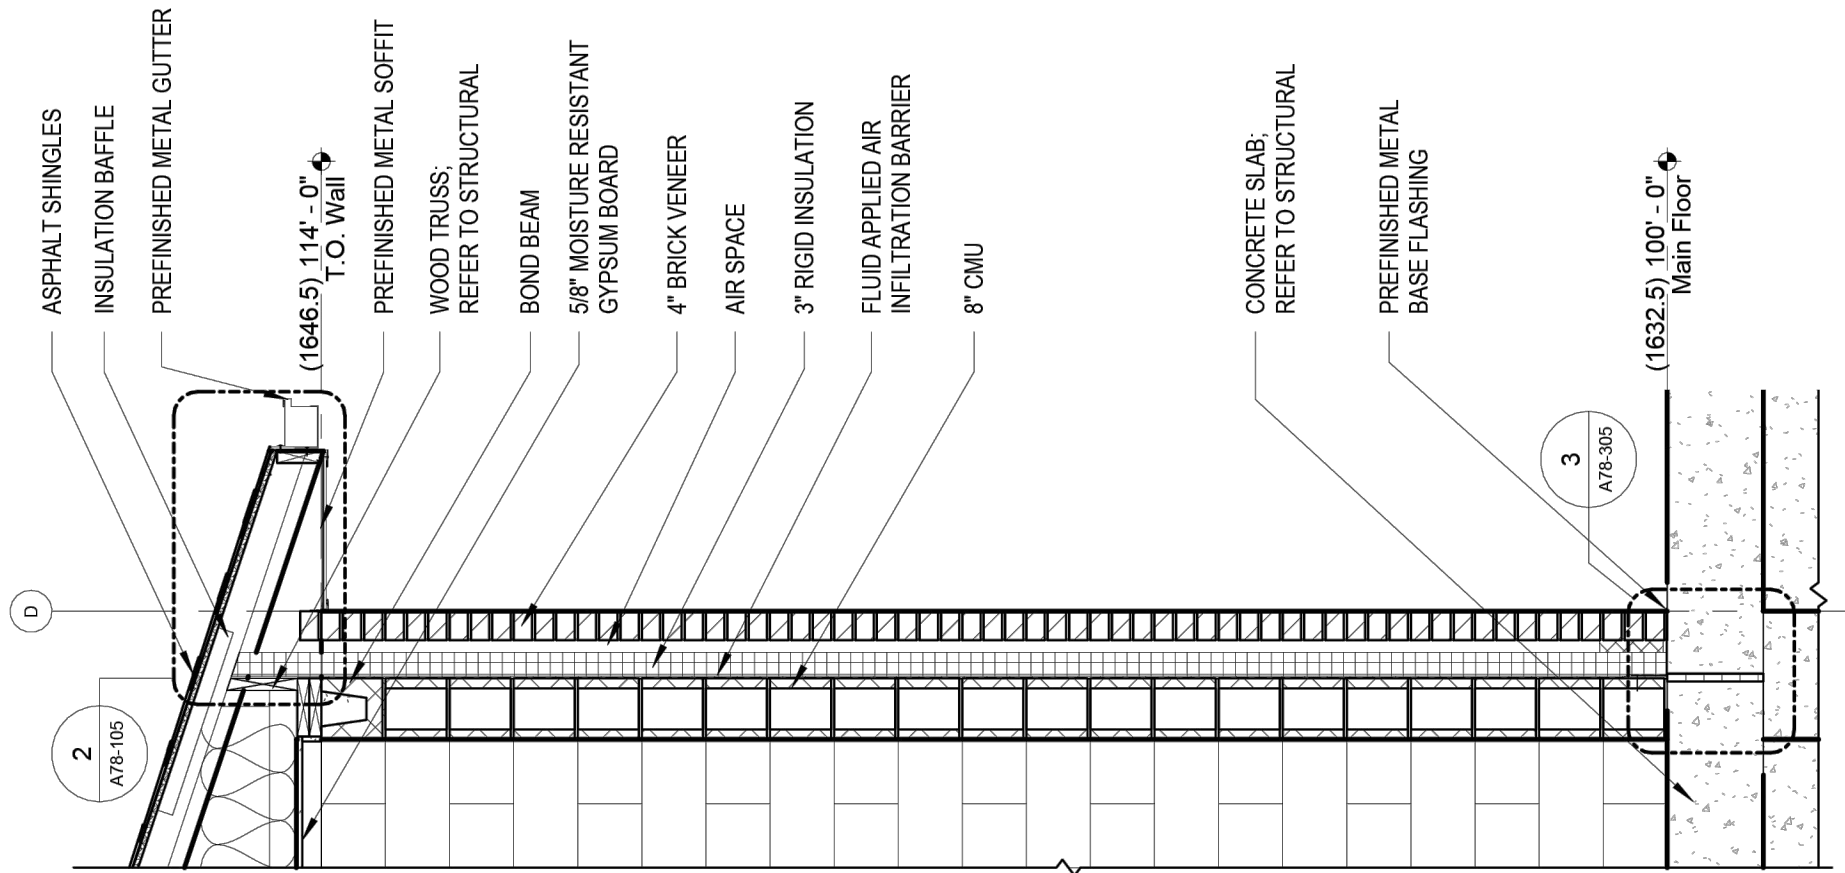 ASPHALT SHINGLES
INSULATION BAFFLE
PREFINISHED METAL GUTTER
(1646.5) 114' - 0"
T.O. Wall
PREFINISHED METAL SOFFIT
WOOD TRUSS;
REFER TO STRUCTURAL
BOND BEAM
5/8" MOISTURE RESISTANT
GYPSUM BOARD
4" BRICK VENEER
AIR SPACE
3" RIGID INSULATION
FLUID APPLIED AIR
INFILTRATION BARRIER
8" CMU
CONCRETE SLAB;
REFER TO STRUCTURAL
PREFINISHED METAL
BASE FLASHING
(1632.5) 100' - 0"
Main Floor
D
2
A78-105
3
A78-305